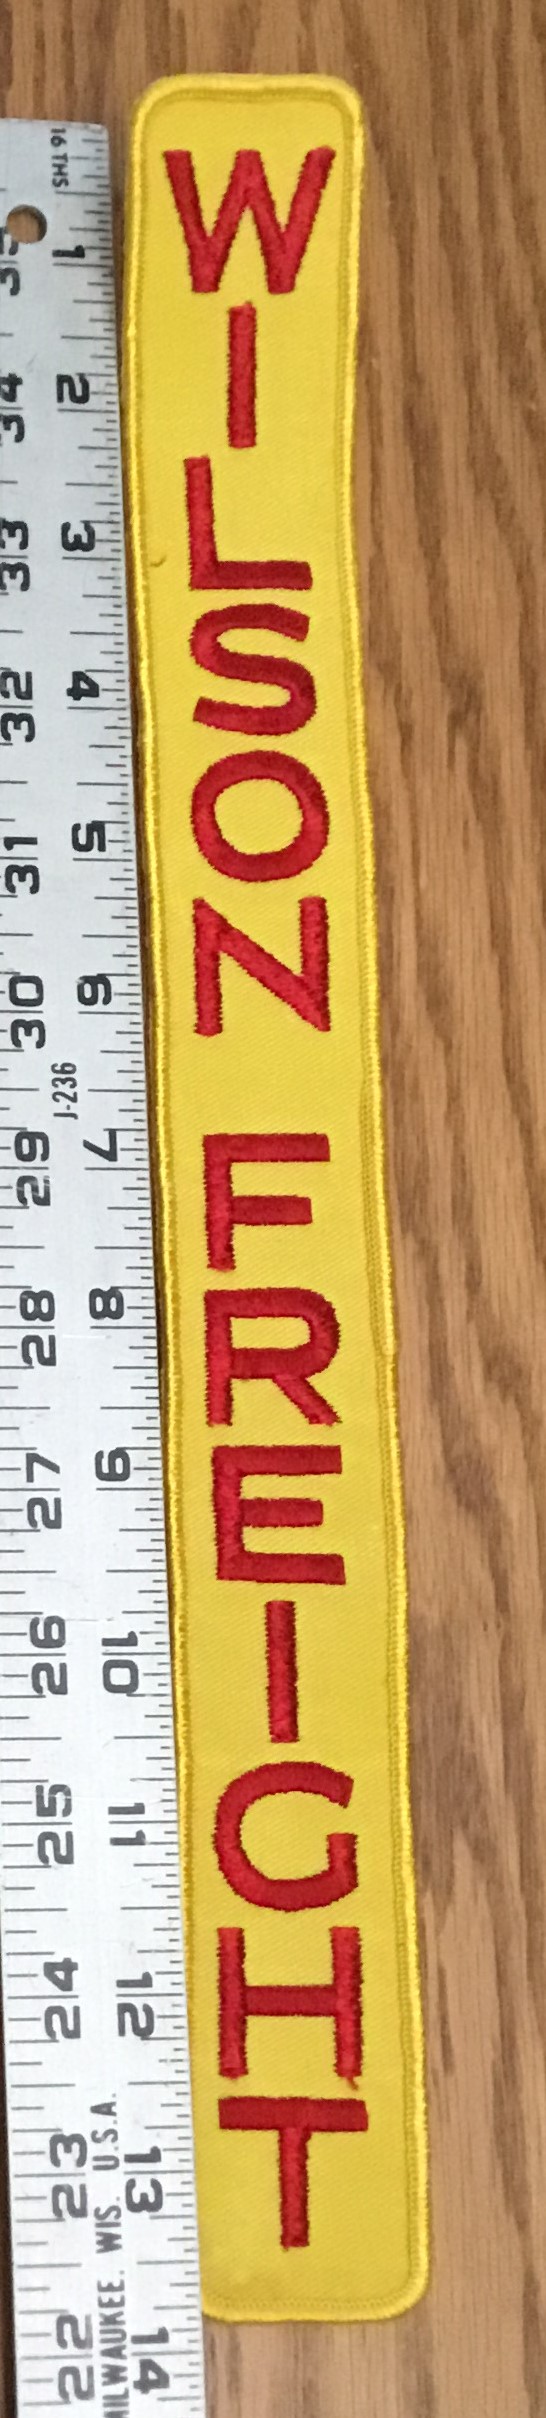 WILSON FREIGHT
16 THS
1 2 3 4 5 6 7 8 9 10 11 12 13 14
J-236
MILWAUKEE. WIS. U.S.A.
35 34 33 32 31 30 29 28 27 26 25 24 23 22